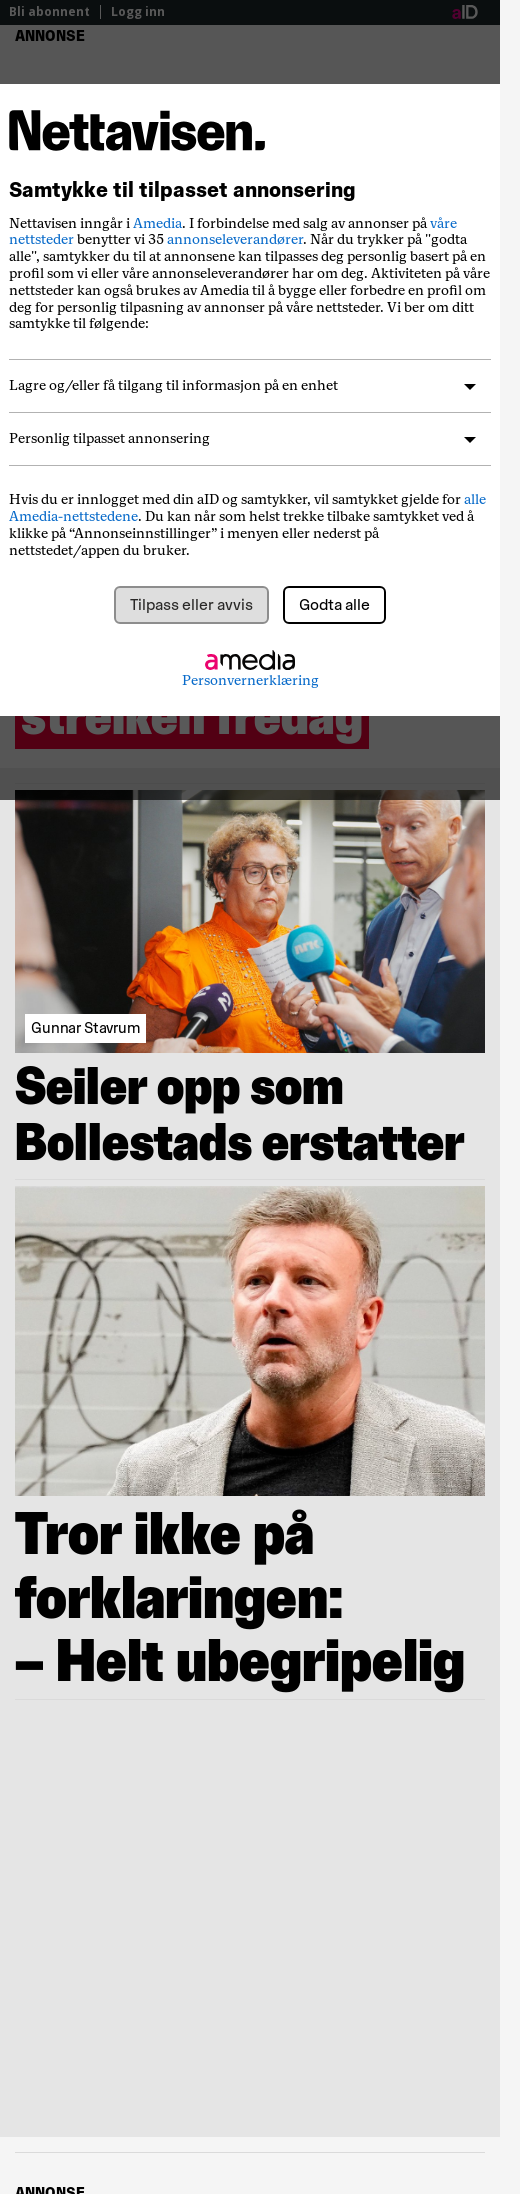 Bli abonnent
Logg inn
aID
ANNONSE
Nettavisen.
Samtykke til tilpasset annonsering
Nettavisen inngår i Amedia. I forbindelse med salg av annonser på våre
nettsteder benytter vi 35 annonseleverandører. Når du trykker på "godta
alle", samtykker du til at annonsene kan tilpasses deg personlig basert på en
profil som vi eller våre annonseleverandører har om deg. Aktiviteten på våre
nettsteder kan også brukes av Amedia til å bygge eller forbedre en profil om
deg for personlig tilpasning av annonser på våre nettsteder. Vi ber om ditt
samtykke til følgende:
Lagre og/eller få tilgang til informasjon på en enhet
Personlig tilpasset annonsering
Hvis du er innlogget med din aID og samtykker, vil samtykket gjelde for alle
Amedia-nettstedene. Du kan når som helst trekke tilbake samtykket ved å
klikke på “Annonseinnstillinger” i menyen eller nederst på
nettstedet/appen du bruker.
Tilpass eller avvis
Godta alle
amedia
Personvernerklæring
streiken fredag
NRK
2
Gunnar Stavrum
Seiler opp som
Bollestads erstatter
Tror ikke på
forklaringen:
– Helt ubegripelig
ANNONSE